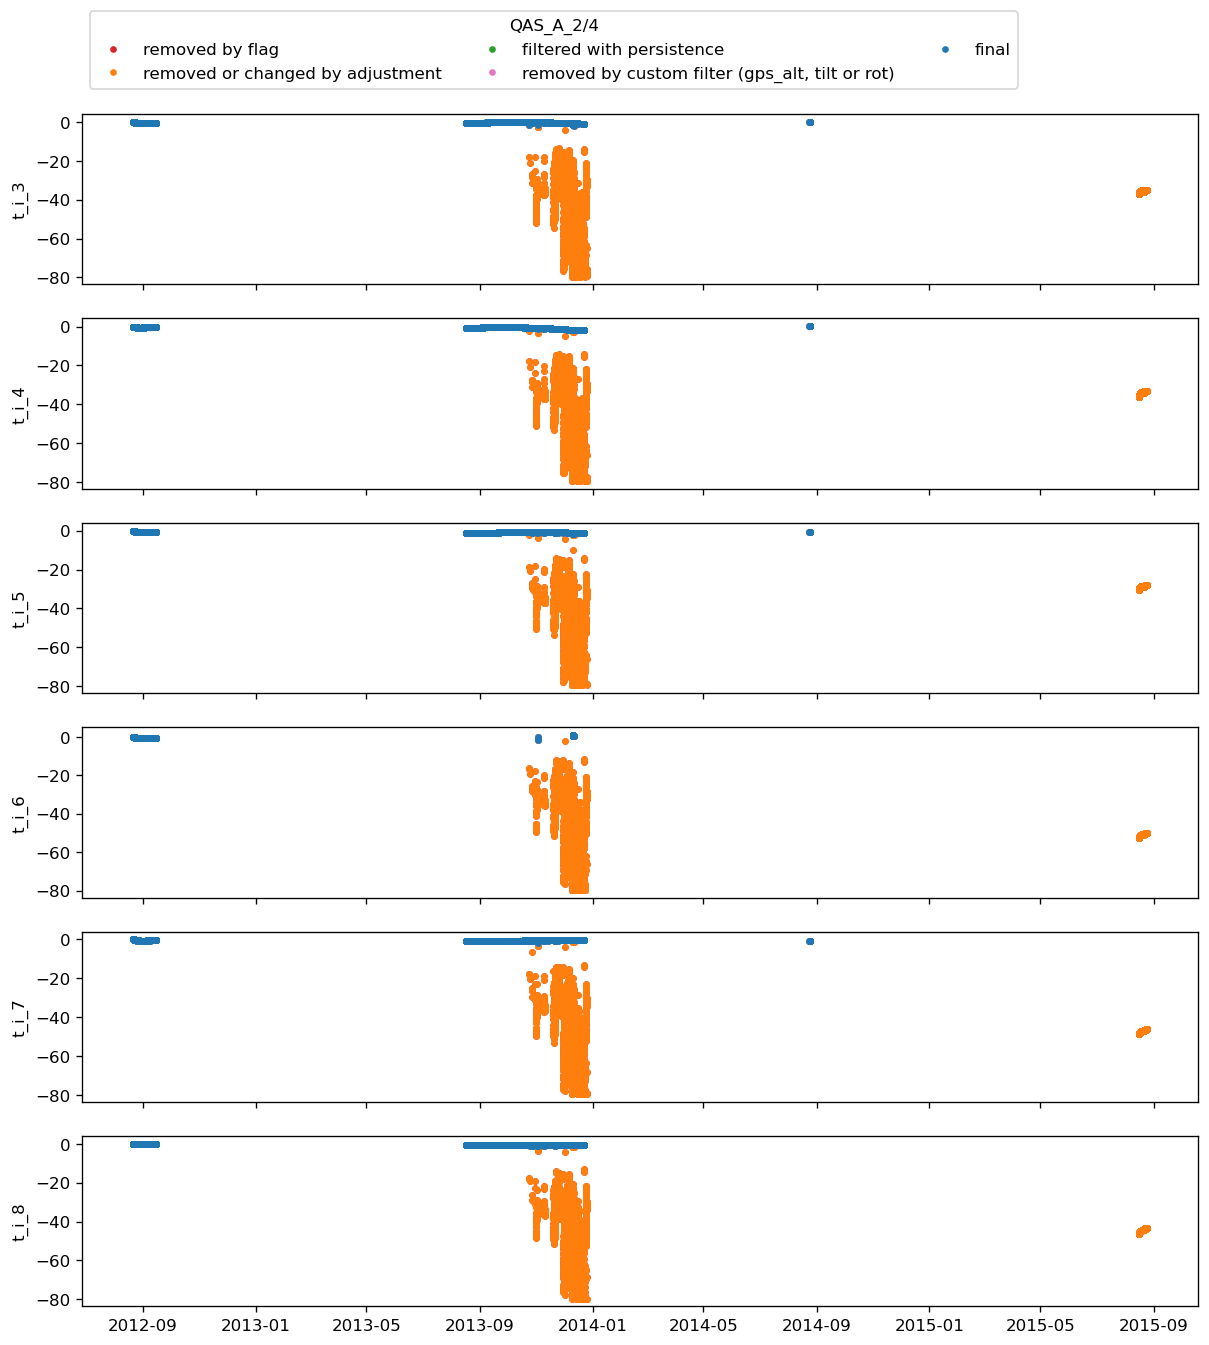 QAS_A_2/4
removed by flag
filtered with persistence
final
removed or changed by adjustment
removed by custom filter (gps_alt, tilt or rot)
0
−20
−40
−60
−80
t_i_3
0
−20
−40
−60
−80
t_i_4
0
−20
−40
−60
−80
t_i_5
0
−20
−40
−60
−80
t_i_6
0
−20
−40
−60
−80
t_i_7
0
−20
−40
−60
−80
t_i_8
2012-09 2013-01 2013-05 2013-09 2014-01 2014-05 2014-09 2015-01 2015-05 2015-09